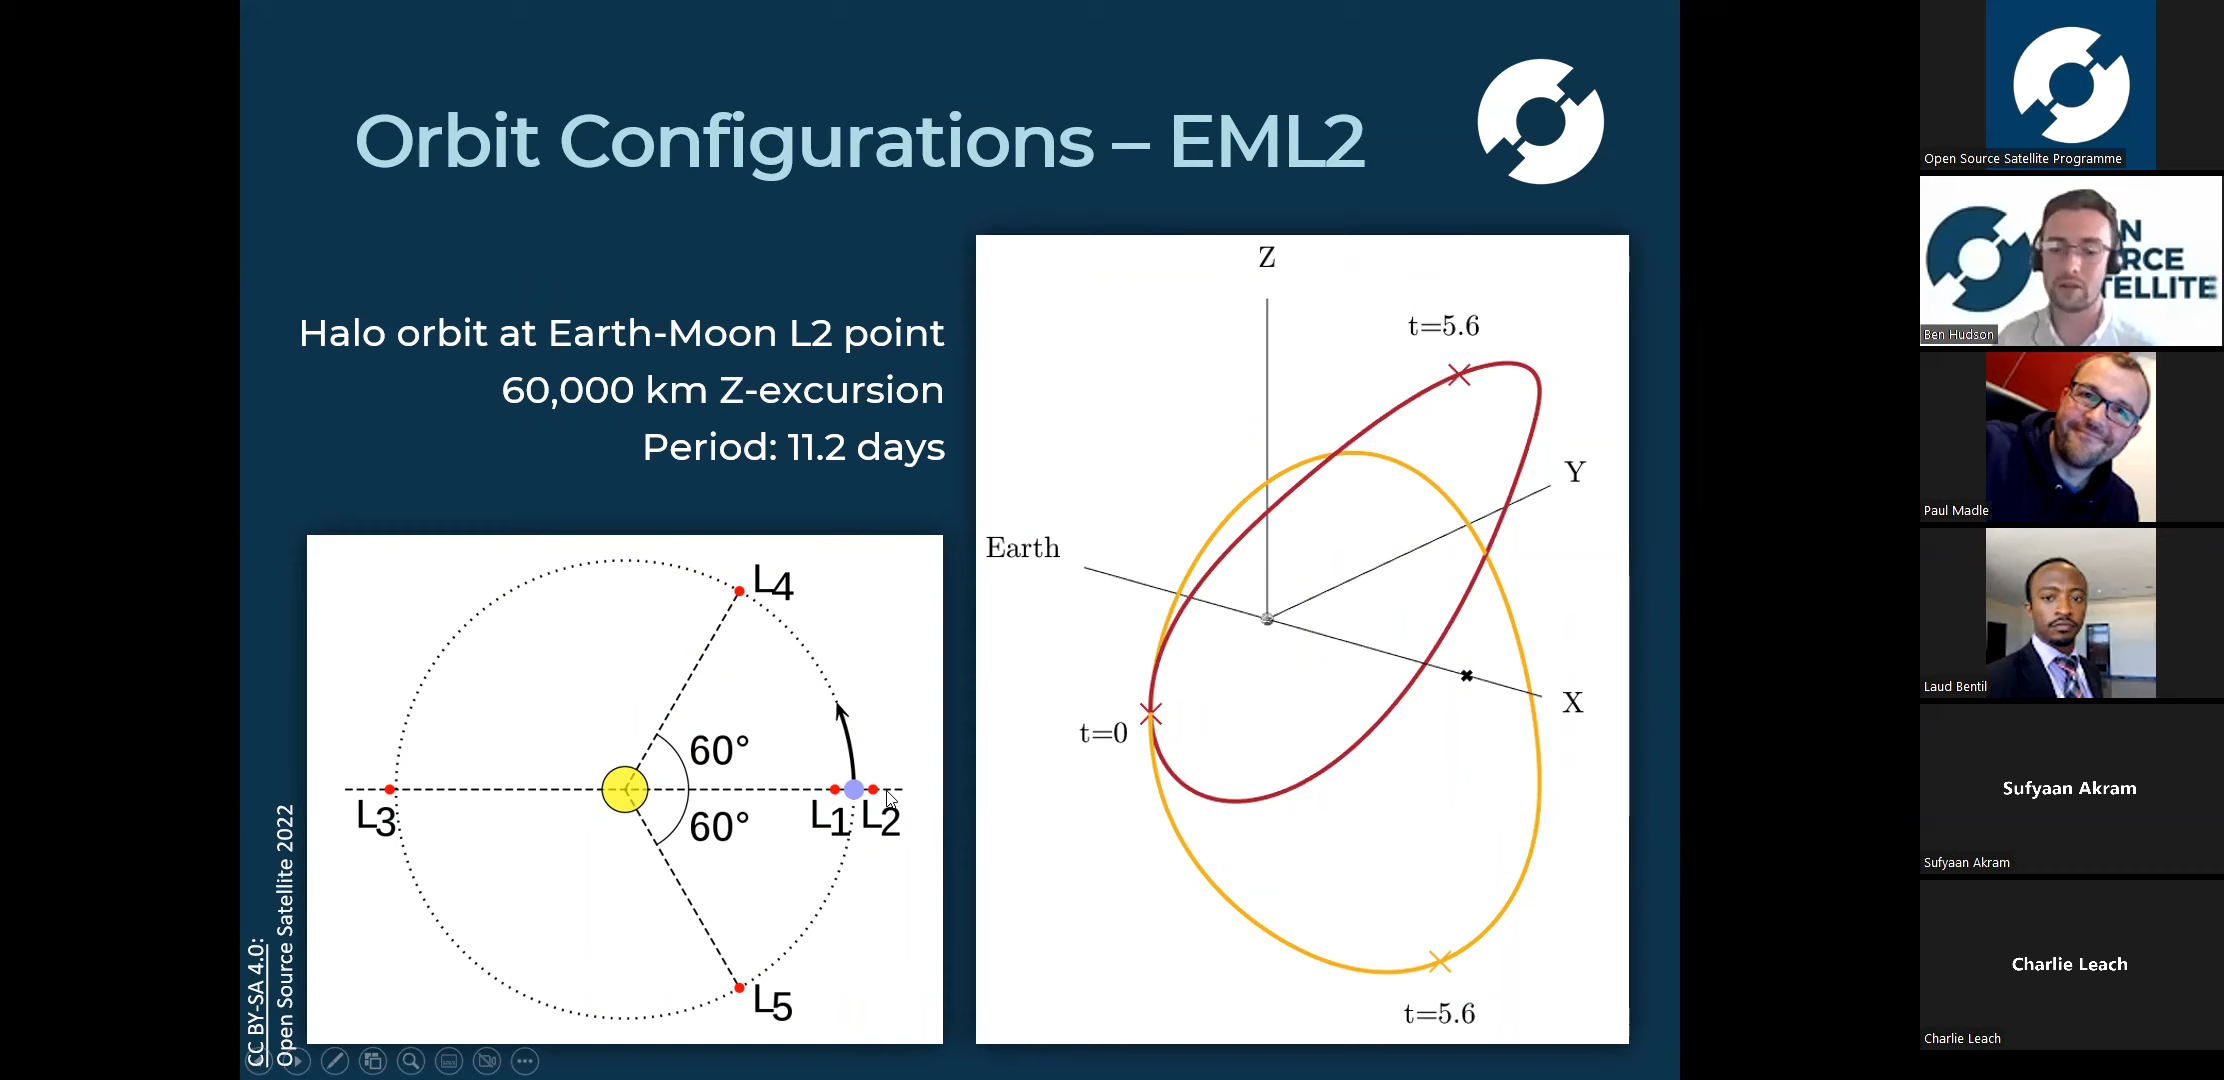 Orbit Configurations – EML2
Halo orbit at Earth-Moon L2 point
60,000 km Z-excursion
Period: 11.2 days
L4
60°
60°
L3
L1
L2
L5
Z
t=5.6
Y
Earth
X
t=0
t=5.6
CC BY-SA 4.0:
Open Source Satellite 2022
Open Source Satellite Programme
N
RCE
TELLITE
Ben Hudson
Paul Madle
Laud Bentil
Sufyaan Akram
Sufyaan Akram
Charlie Leach
Charlie Leach